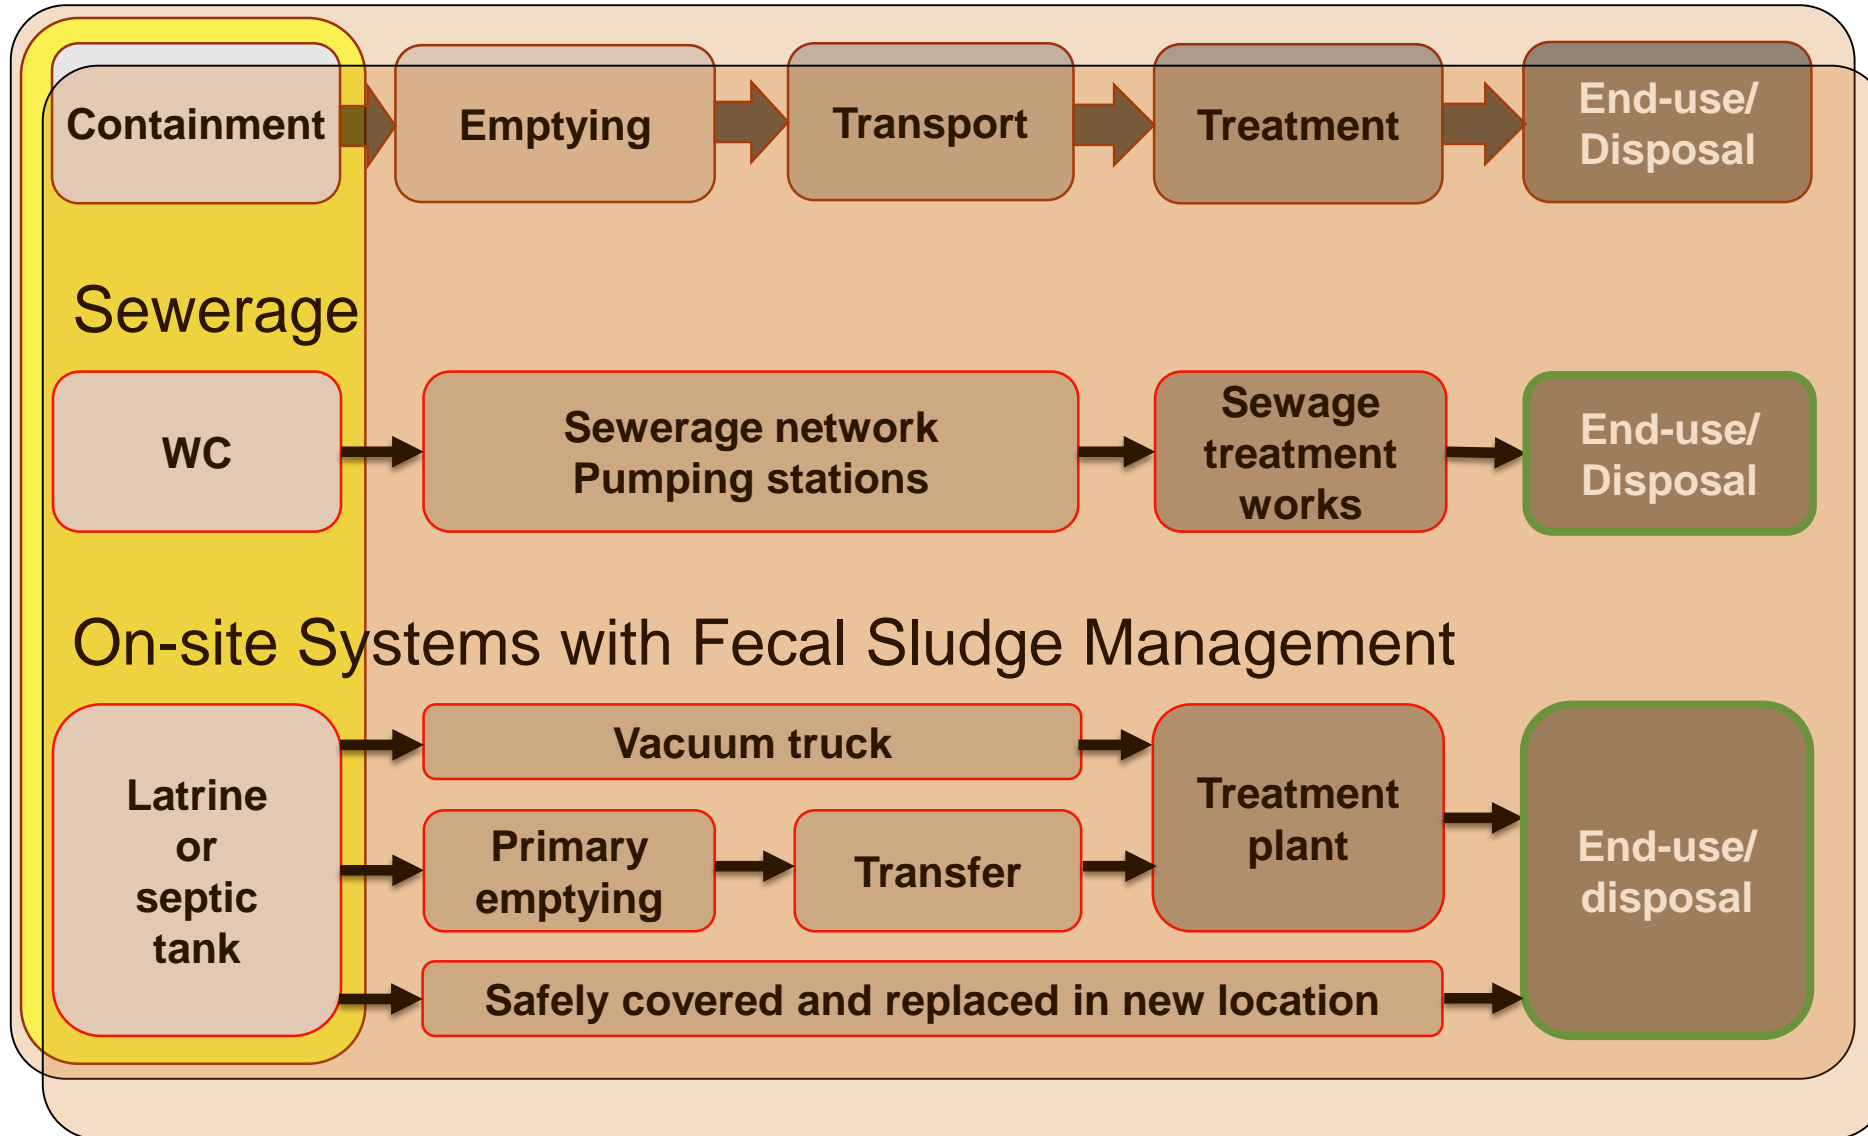 Containment
Emptying
Transport
Treatment
End-use/
Disposal
Sewerage
WC
Sewerage network
Pumping stations
Sewage
treatment
works
End-use/
Disposal
On-site Systems with Fecal Sludge Management
Latrine
or
septic
tank
Vacuum truck
Primary
emptying
Transfer
Treatment
plant
Safely covered and replaced in new location
End-use/
disposal